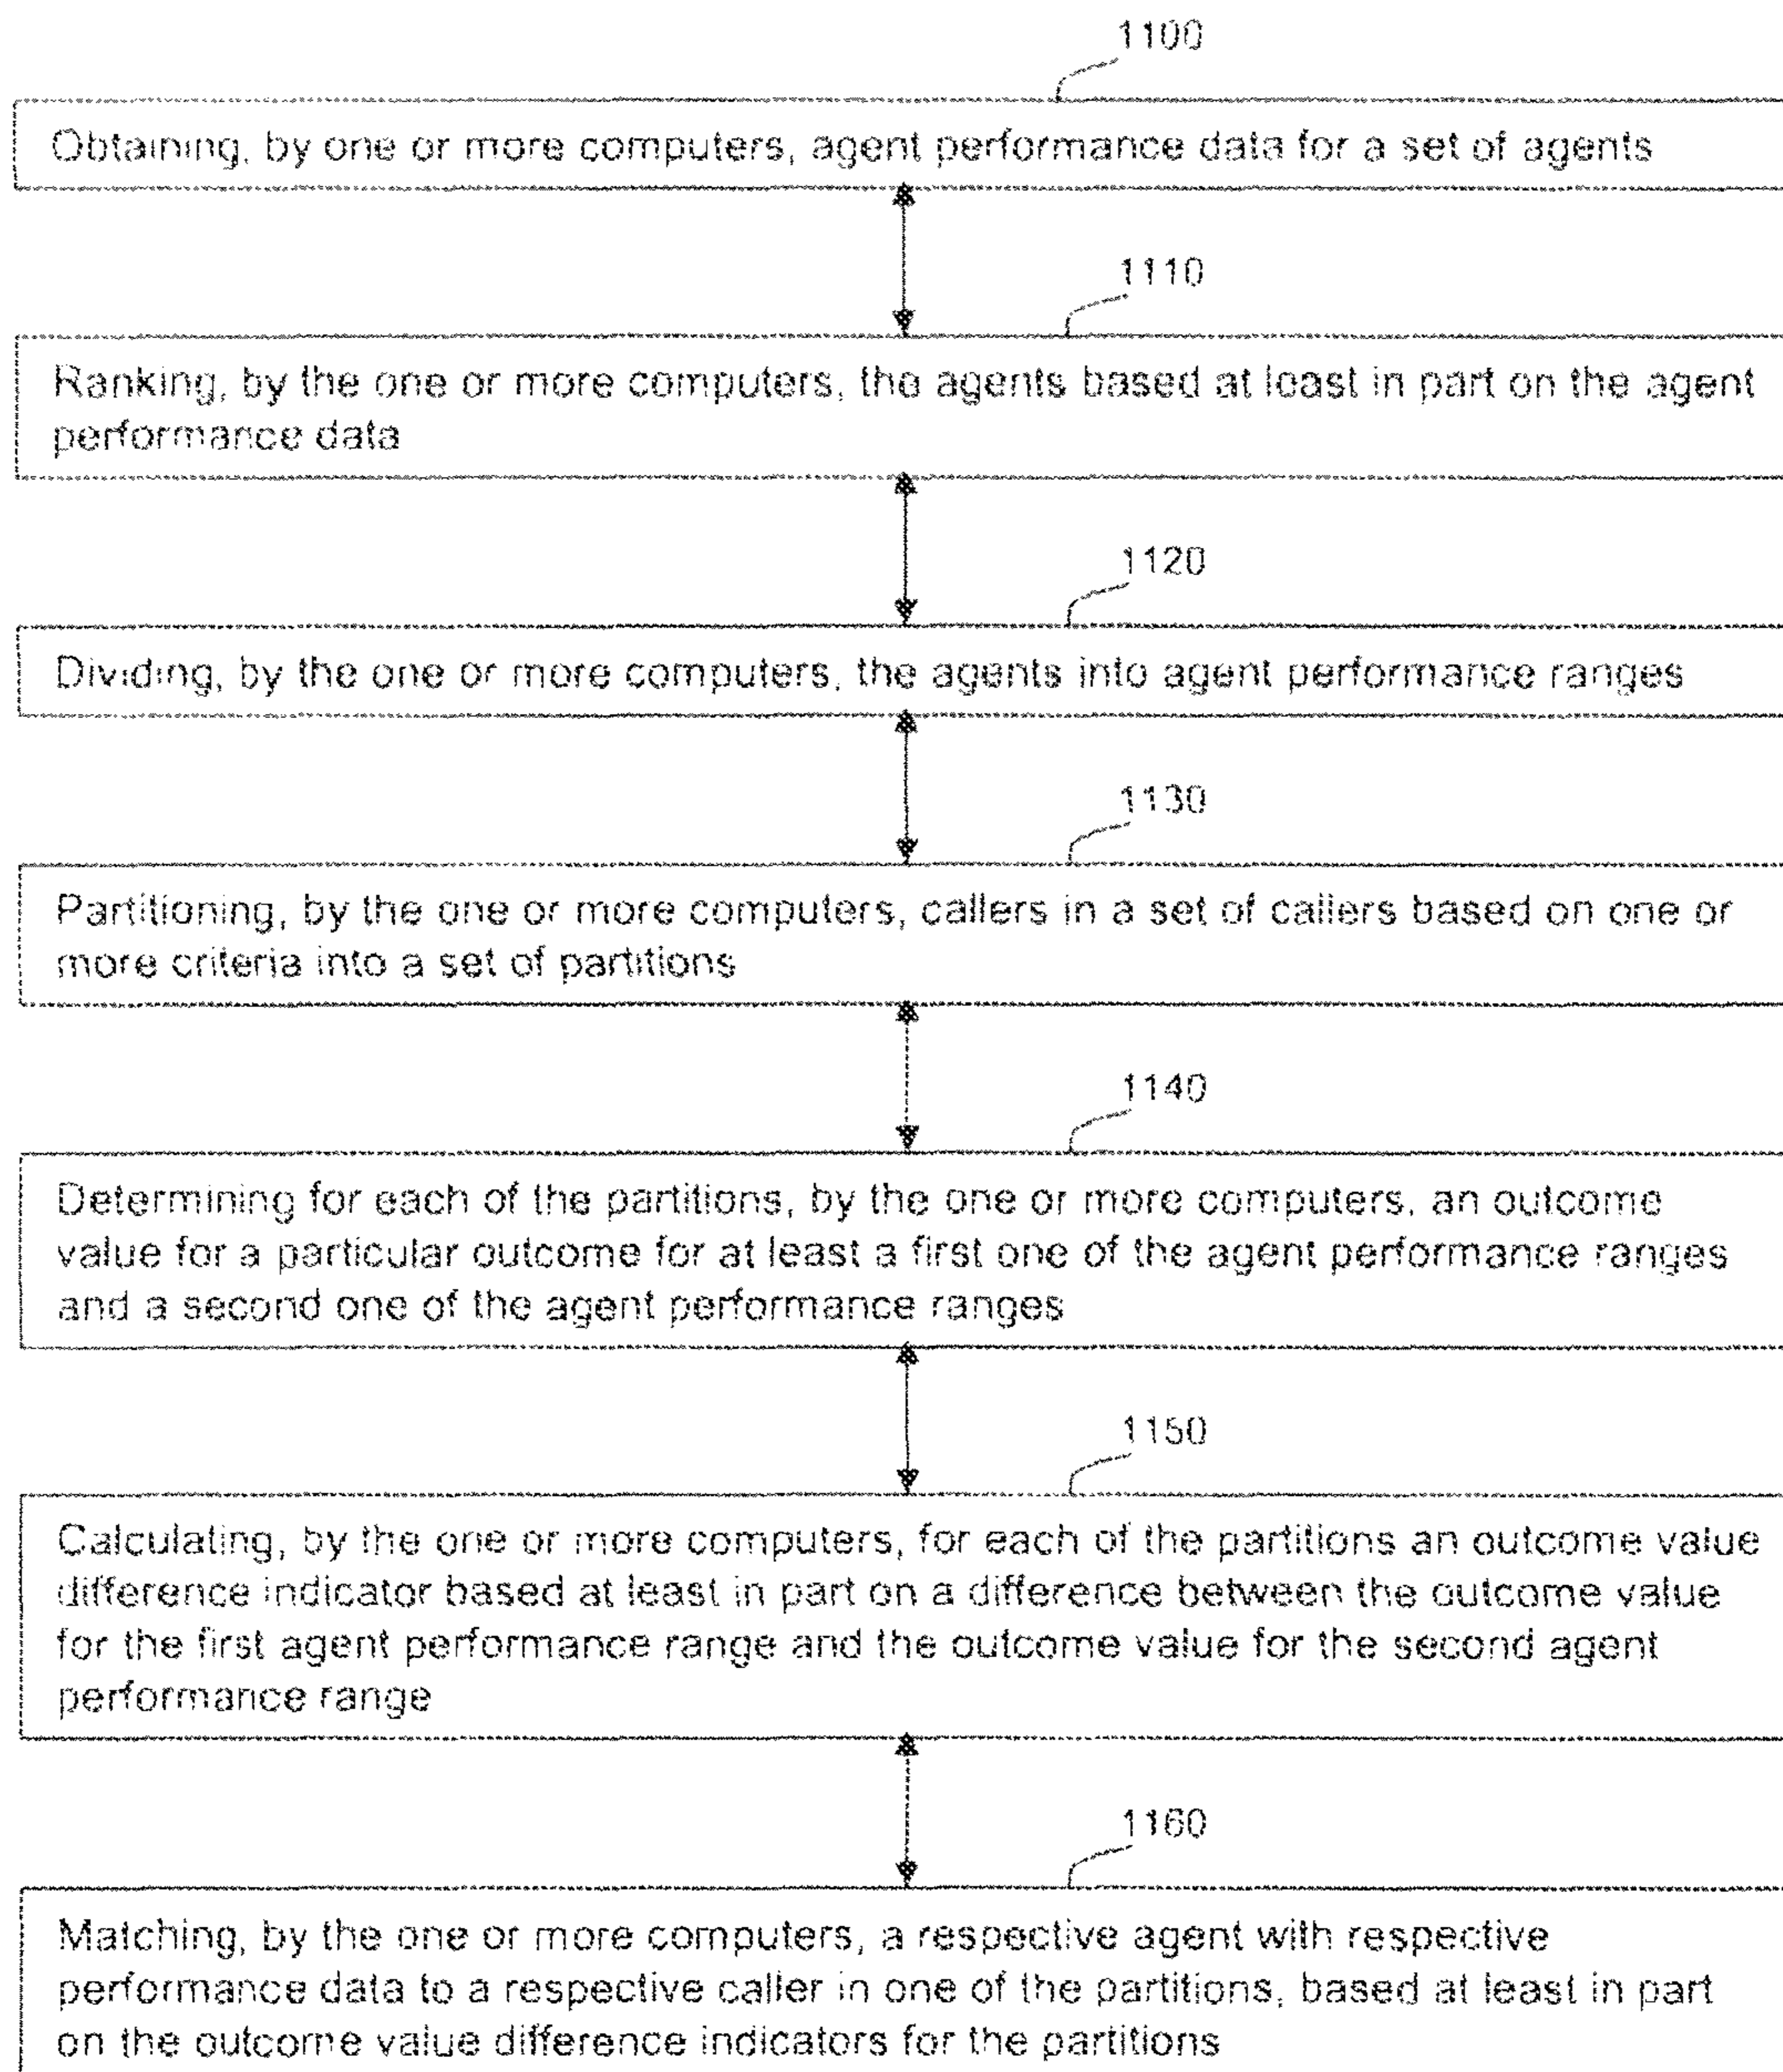 1100
Obtaining, by one or more computers, agent performance data for a set of agents
1110
Ranking, by the one or more computers, the agents based at least in part on the agent
performance data
1120
Dividing, by the one or more computers, the agents into agent performance ranges
1130
Partitioning, by the one or more computers, callers in a set of callers based on one or
more criteria into a set of partitions
1140
Determining for each of the partitions, by the one or more computers, an outcome
value for a particular outcome for at least a first one of the agent performance ranges
and a second one of the agent performance ranges
1150
Calculating, by the one or more computers, for each of the partitions an outcome value
difference indicator based at least in part on a difference between the outcome value
for the first agent performance range and the outcome value for the second agent
performance range
1160
Matching, by the one or more computers, a respective agent with respective
performance data to a respective caller in one of the partitions, based at least in part
on the outcome value difference indicators for the partitions